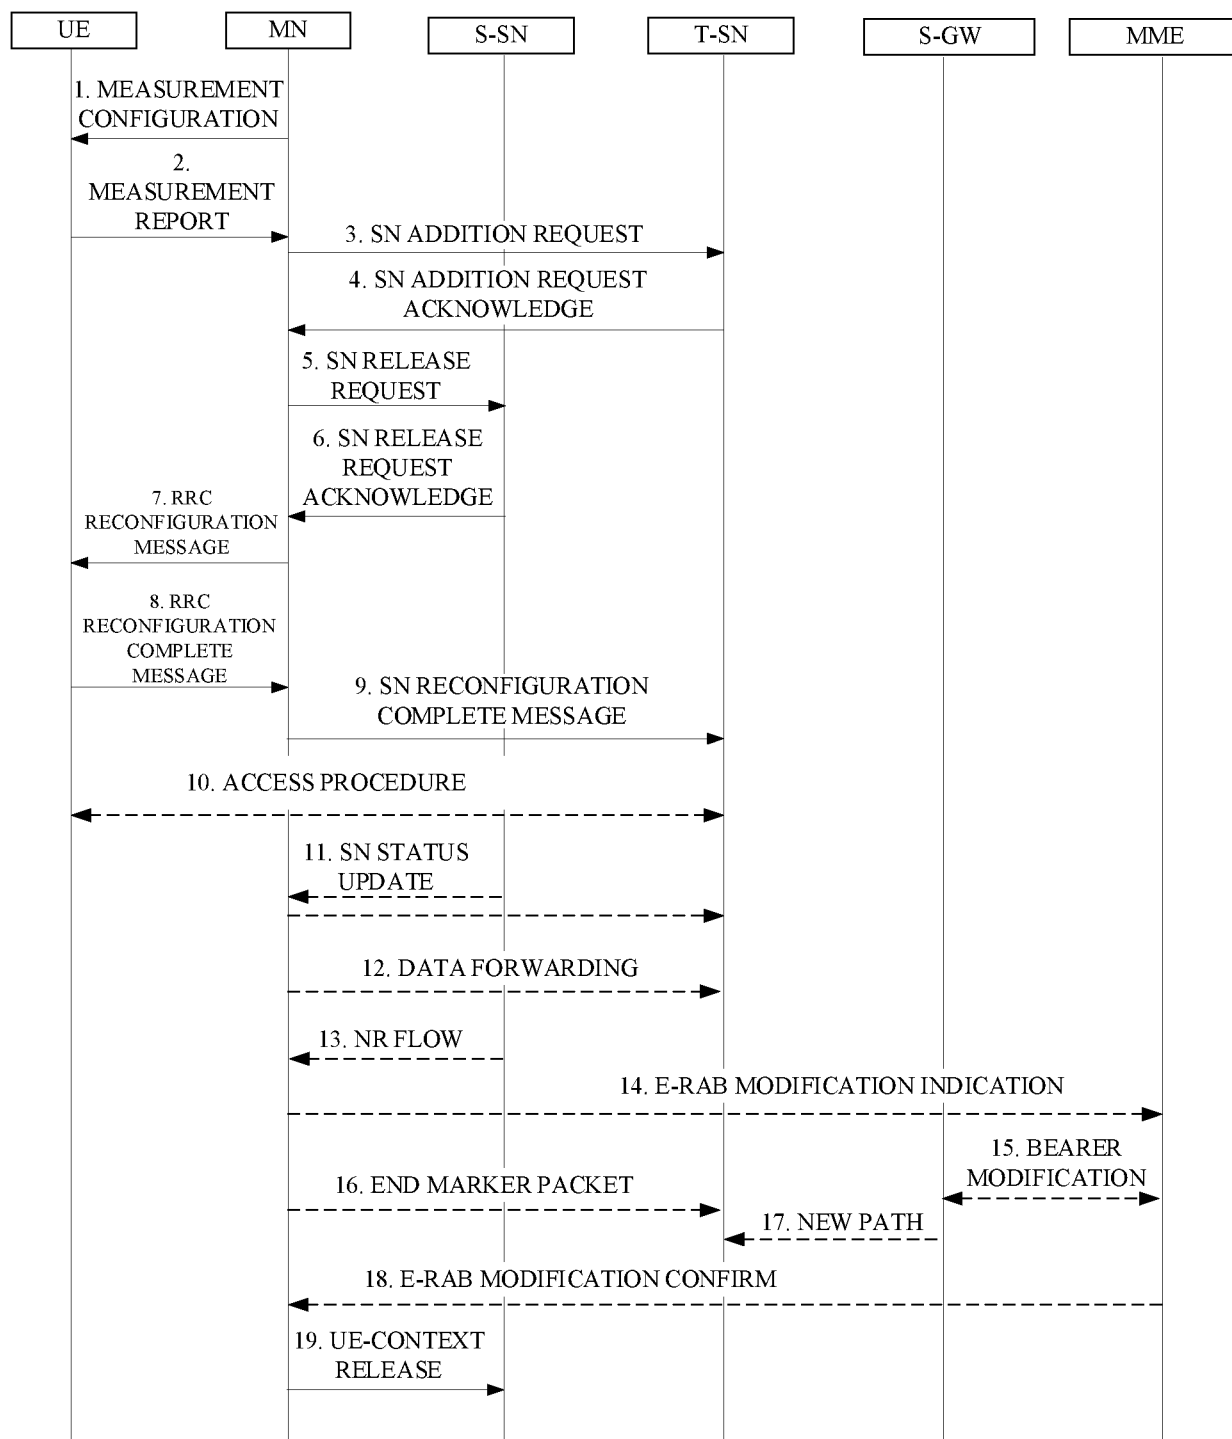 UE
MN
S-SN
T-SN
S-GW
MME
1. MEASUREMENT
CONFIGURATION
2.
MEASUREMENT
REPORT
3. SN ADDITION REQUEST
4. SN ADDITION REQUEST
ACKNOWLEDGE
5. SN RELEASE
REQUEST
6. SN RELEASE
REQUEST
ACKNOWLEDGE
7. RRC
RECONFIGURATION
MESSAGE
8. RRC
RECONFIGURATION
COMPLETE
MESSAGE
9. SN RECONFIGURATION
COMPLETE MESSAGE
10. ACCESS PROCEDURE
11. SN STATUS
UPDATE
12. DATA FORWARDING
13. NR FLOW
14. E-RAB MODIFICATION INDICATION
15. BEARER
MODIFICATION
16. END MARKER PACKET
17. NEW PATH
18. E-RAB MODIFICATION CONFIRM
19. UE-CONTEXT
RELEASE